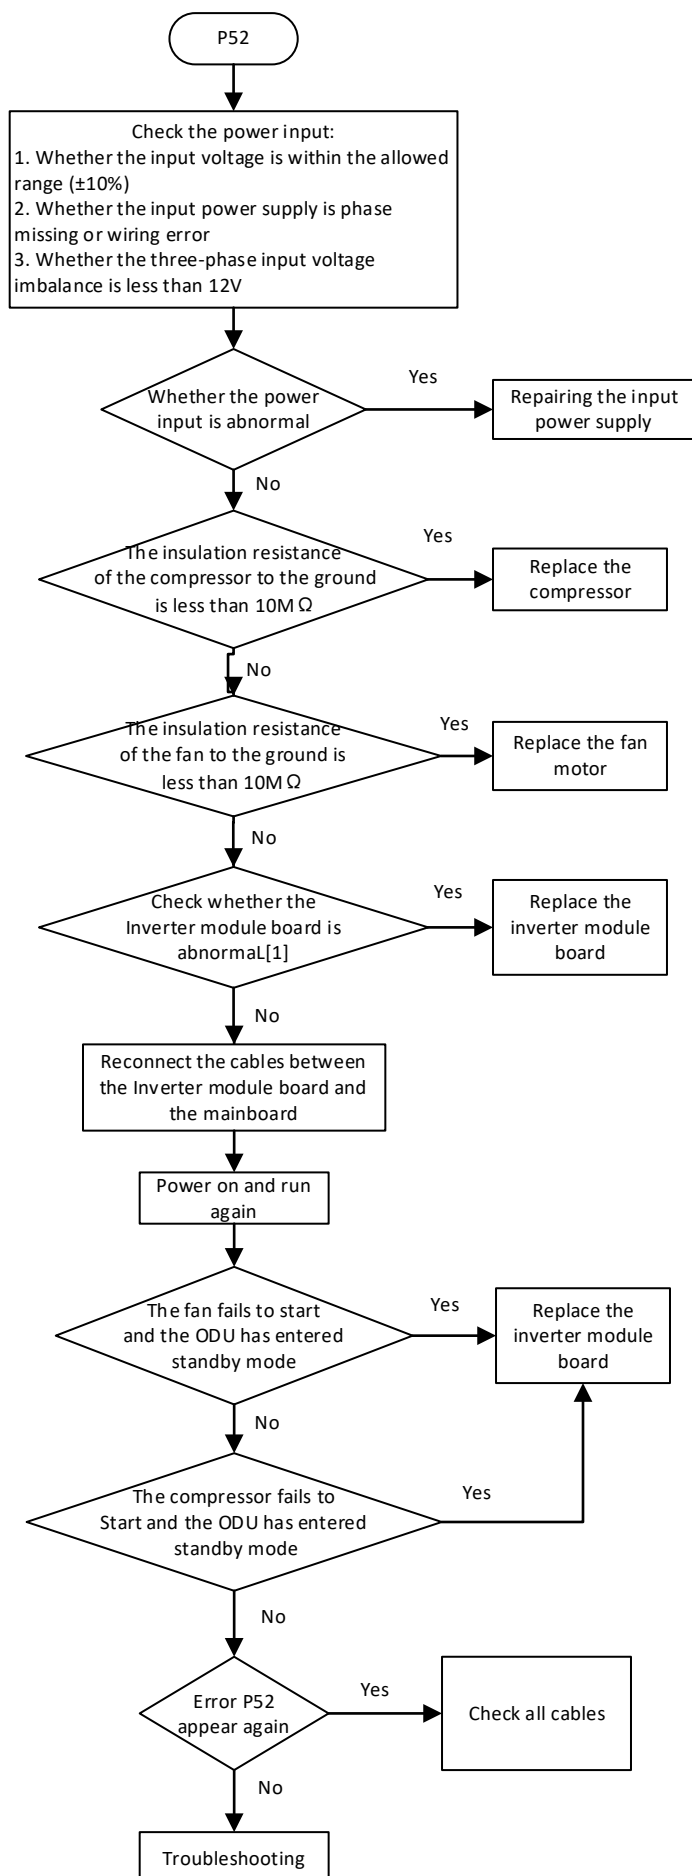 P52
Check the power input:
1. Whether the input voltage is within the allowed
range (±10%)
2. Whether the input power supply is phase
missing or wiring error
3. Whether the three-phase input voltage
imbalance is less than 12V
Whether the power
input is abnormal
Yes
Repairing the input
power supply
No
The insulation resistance
of the compressor to the ground
is less than 10MΩ
Yes
Replace the
compressor
No
The insulation resistance
of the fan to the ground is
less than 10MΩ
Yes
Replace the fan
motor
No
Check whether the
Inverter module board is
abnormaL[1]
Yes
Replace the
inverter module
board
No
Reconnect the cables between
the Inverter module board and
the mainboard
Power on and run
again
The fan fails to start
and the ODU has entered
standby mode
Yes
Replace the
inverter module
board
No
The compressor fails to
Start and the ODU has entered
standby mode
Yes
No
Error P52
appear again
Yes
Check all cables
No
Troubleshooting